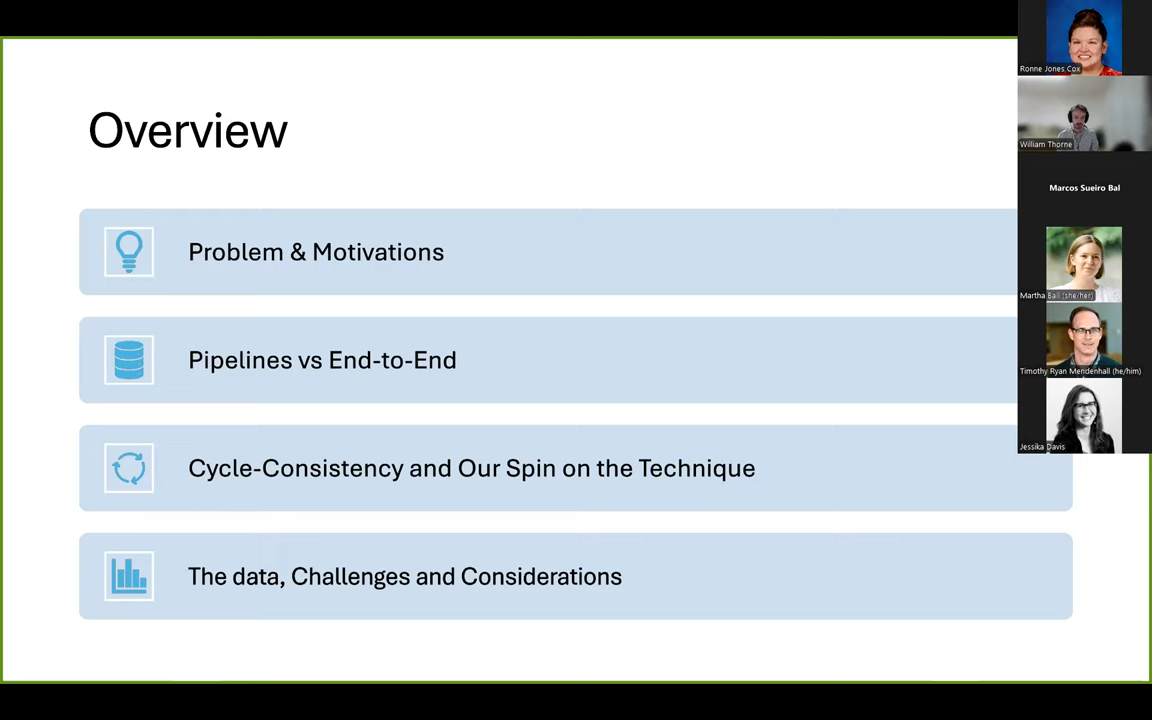 Overview
Problem & Motivations
Pipelines vs End-to-End
Cycle-Consistency and Our Spin on the Technique
The data, Challenges and Considerations
Ronne Jones Cox
William Thorne
Marcos Sueiro Bal
Martha Ball (she/her)
Timothy Ryan Mendenhall (he/him)
Jessika Davis